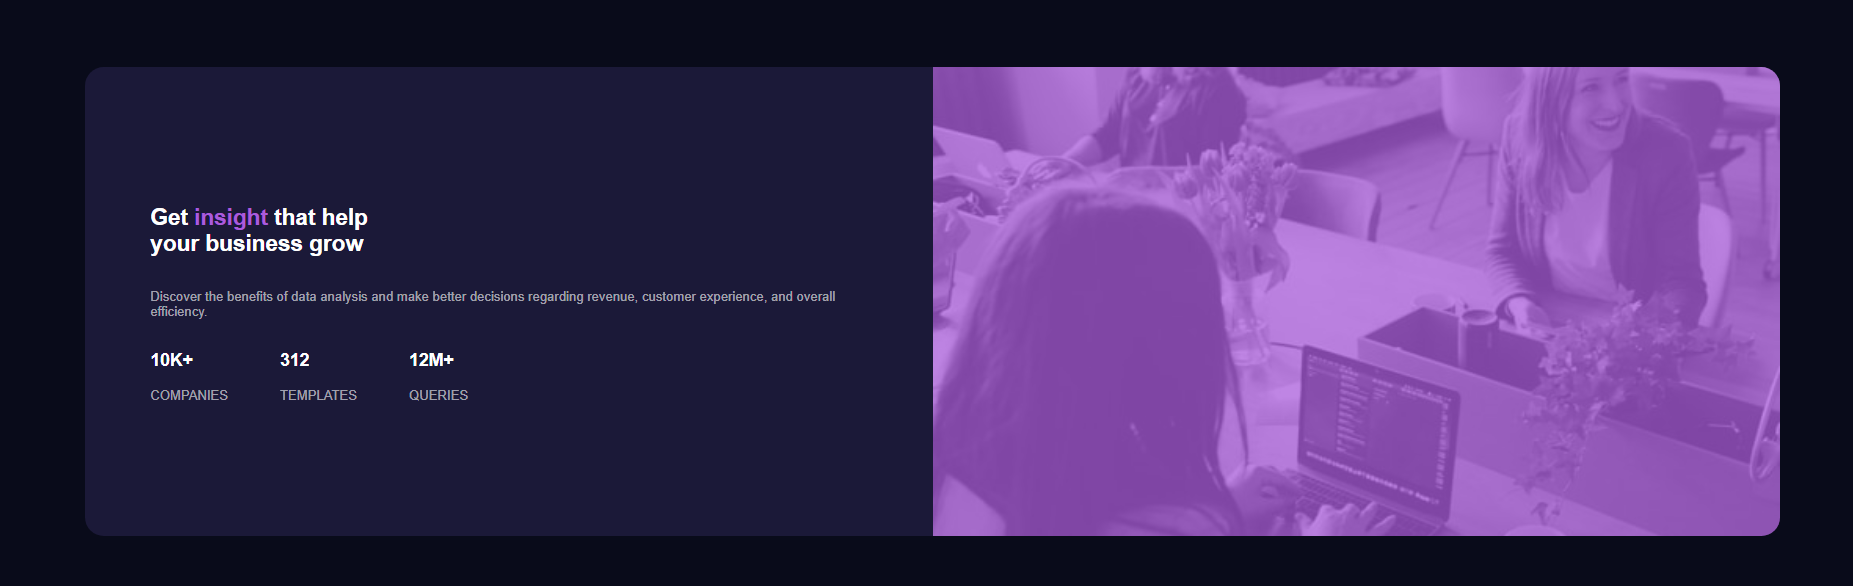 Get insight that help
your business grow
Discover the benefits of data analysis and make better decisions regarding revenue, customer experience, and overall
efficiency.
10K+ 312 12M+
COMPANIES TEMPLATES QUERIES